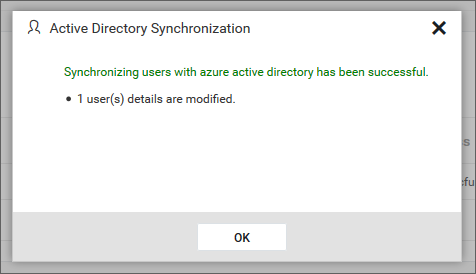 Active Directory Synchronization
Synchronizing users with azure active directory has been successful.
• 1 user(s) details are modified.
OK